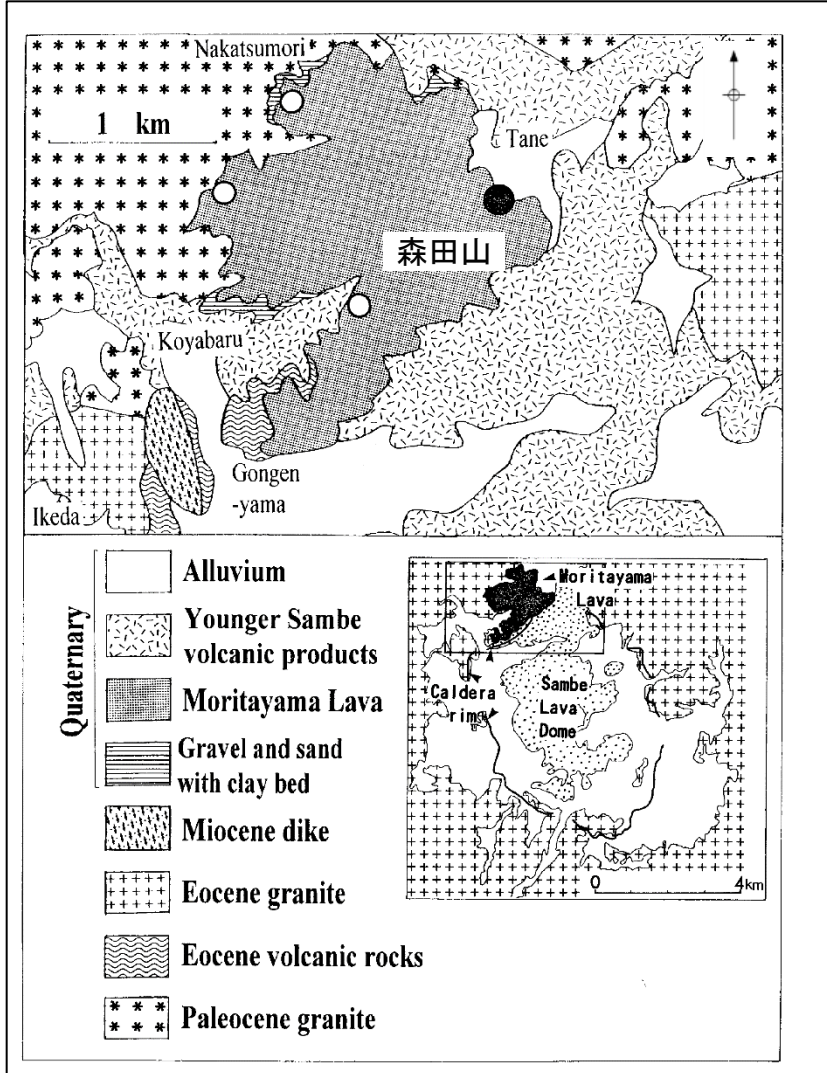 Nakatsumori
1 km
Tane
森田山
Koyabaru
Gongen
-yama
Ikeda
Quaternary
Alluvium
Younger Sambe
volcanic products
Moritayama Lava
Gravel and sand
with clay bed
Miocene dike
Eocene granite
Eocene volcanic rocks
Paleocene granite
Moritayama
Lava
Caldera
rim
Sambe
Lava
Dome
0
4km